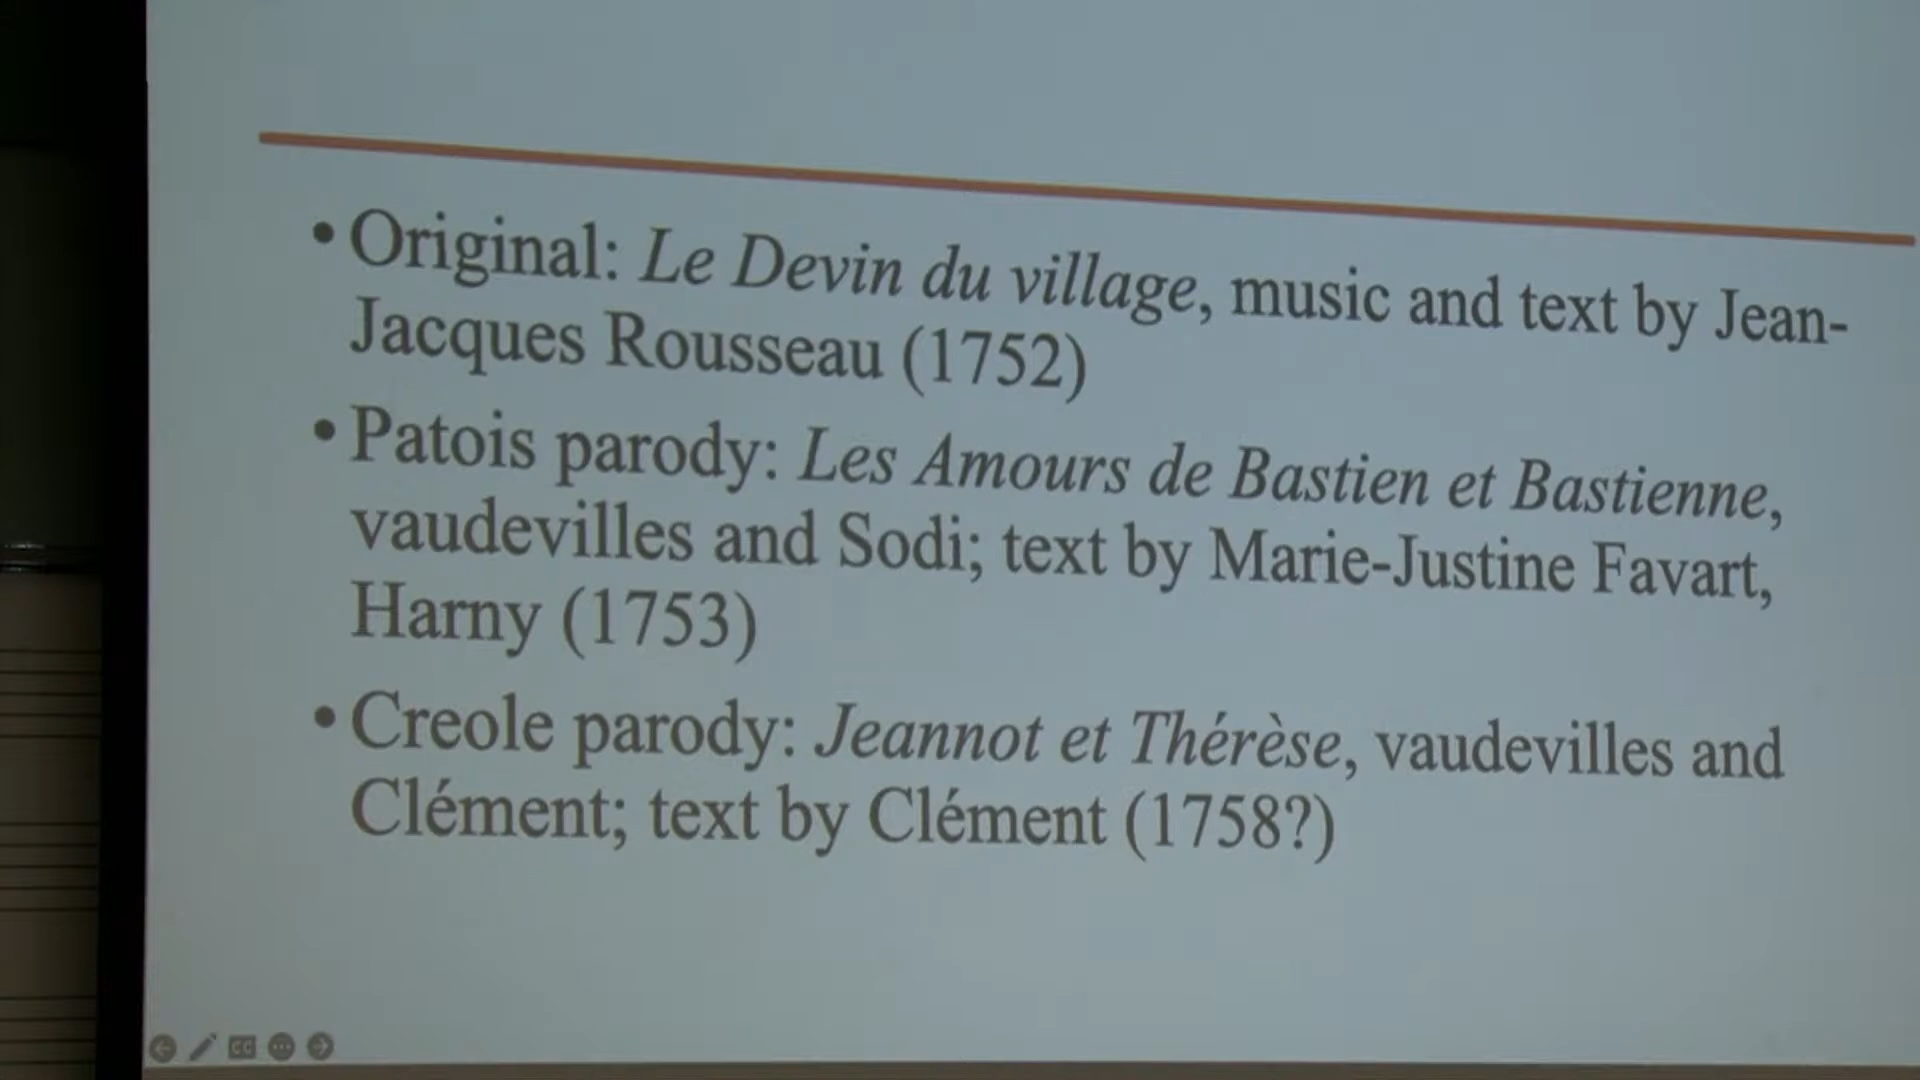 • Original: Le Devin du village, music and text by Jean-
Jacques Rousseau (1752)
• Patois parody: Les Amours de Bastien et Bastienne,
vaudevilles and Sodi; text by Marie-Justine Favart,
Harny (1753)
• Creole parody: Jeannot et Thérèse, vaudevilles and
Clément; text by Clément (1758?)
CC